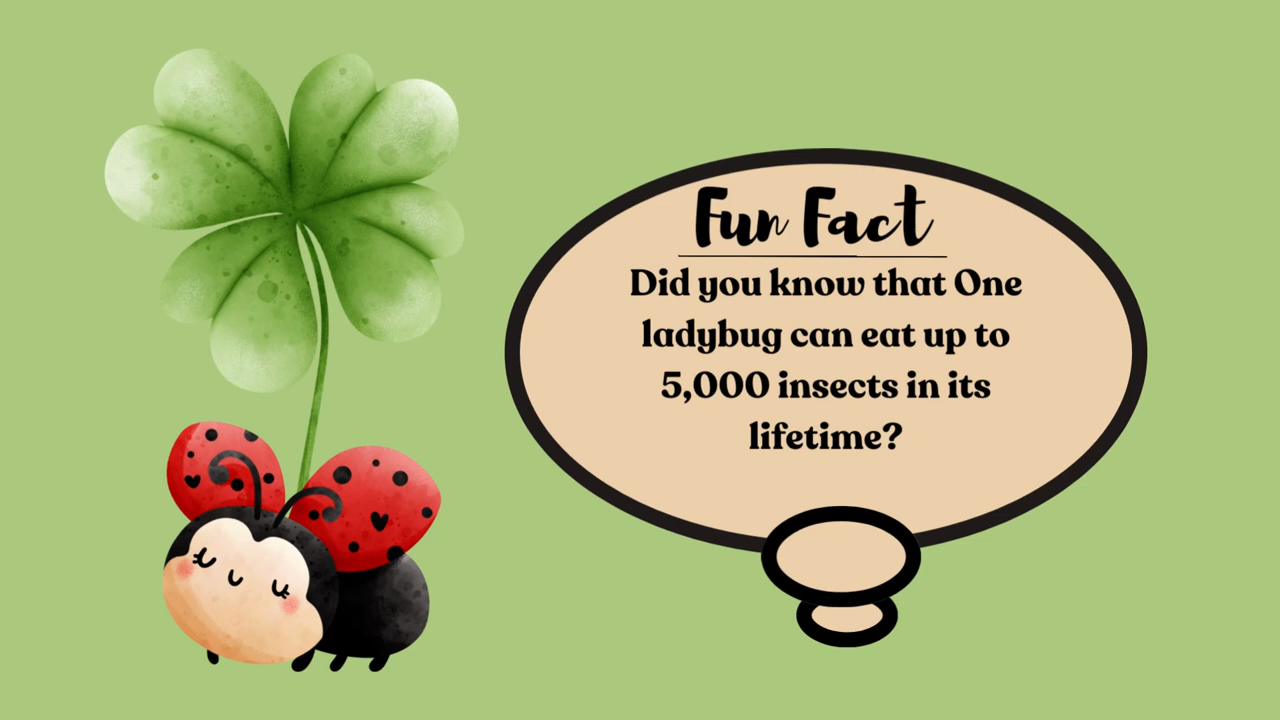 Fun Fact
Did you know that One
ladybug can eat up to
5,000 insects in its
lifetime?